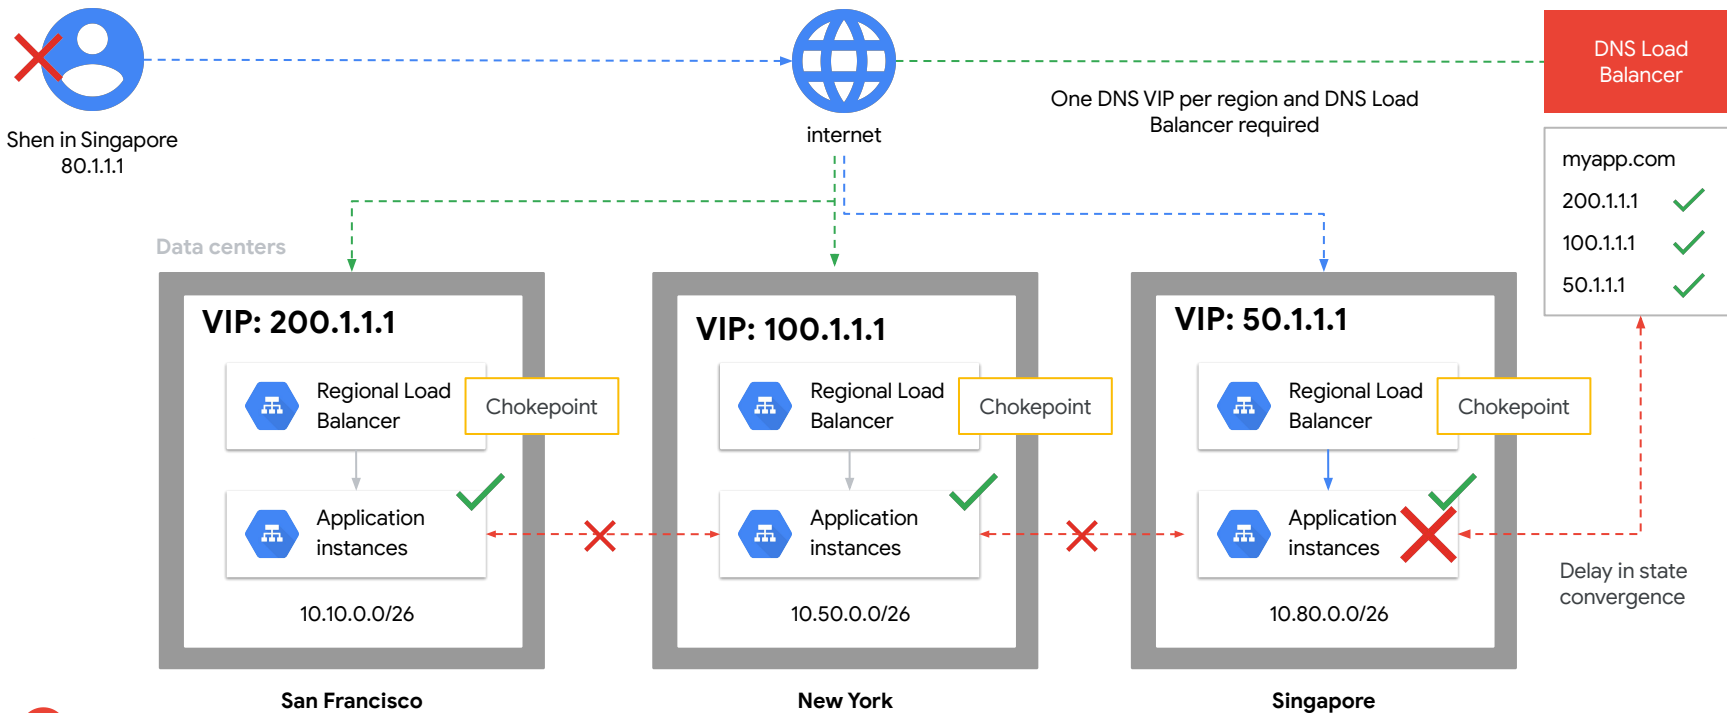 DNS Load
Balancer
One DNS VIP per region and DNS Load
Balancer required
internet
Shen in Singapore
80.1.1.1
myapp.com
200.1.1.1
100.1.1.1
50.1.1.1
Data centers
VIP: 200.1.1.1
Regional Load
Balancer
Chokepoint
Application
instances
10.10.0.0/26
San Francisco
VIP: 100.1.1.1
Regional Load
Balancer
Chokepoint
Application
instances
10.50.0.0/26
New York
VIP: 50.1.1.1
Regional Load
Balancer
Chokepoint
Application
instances
10.80.0.0/26
Singapore
Delay in state
convergence